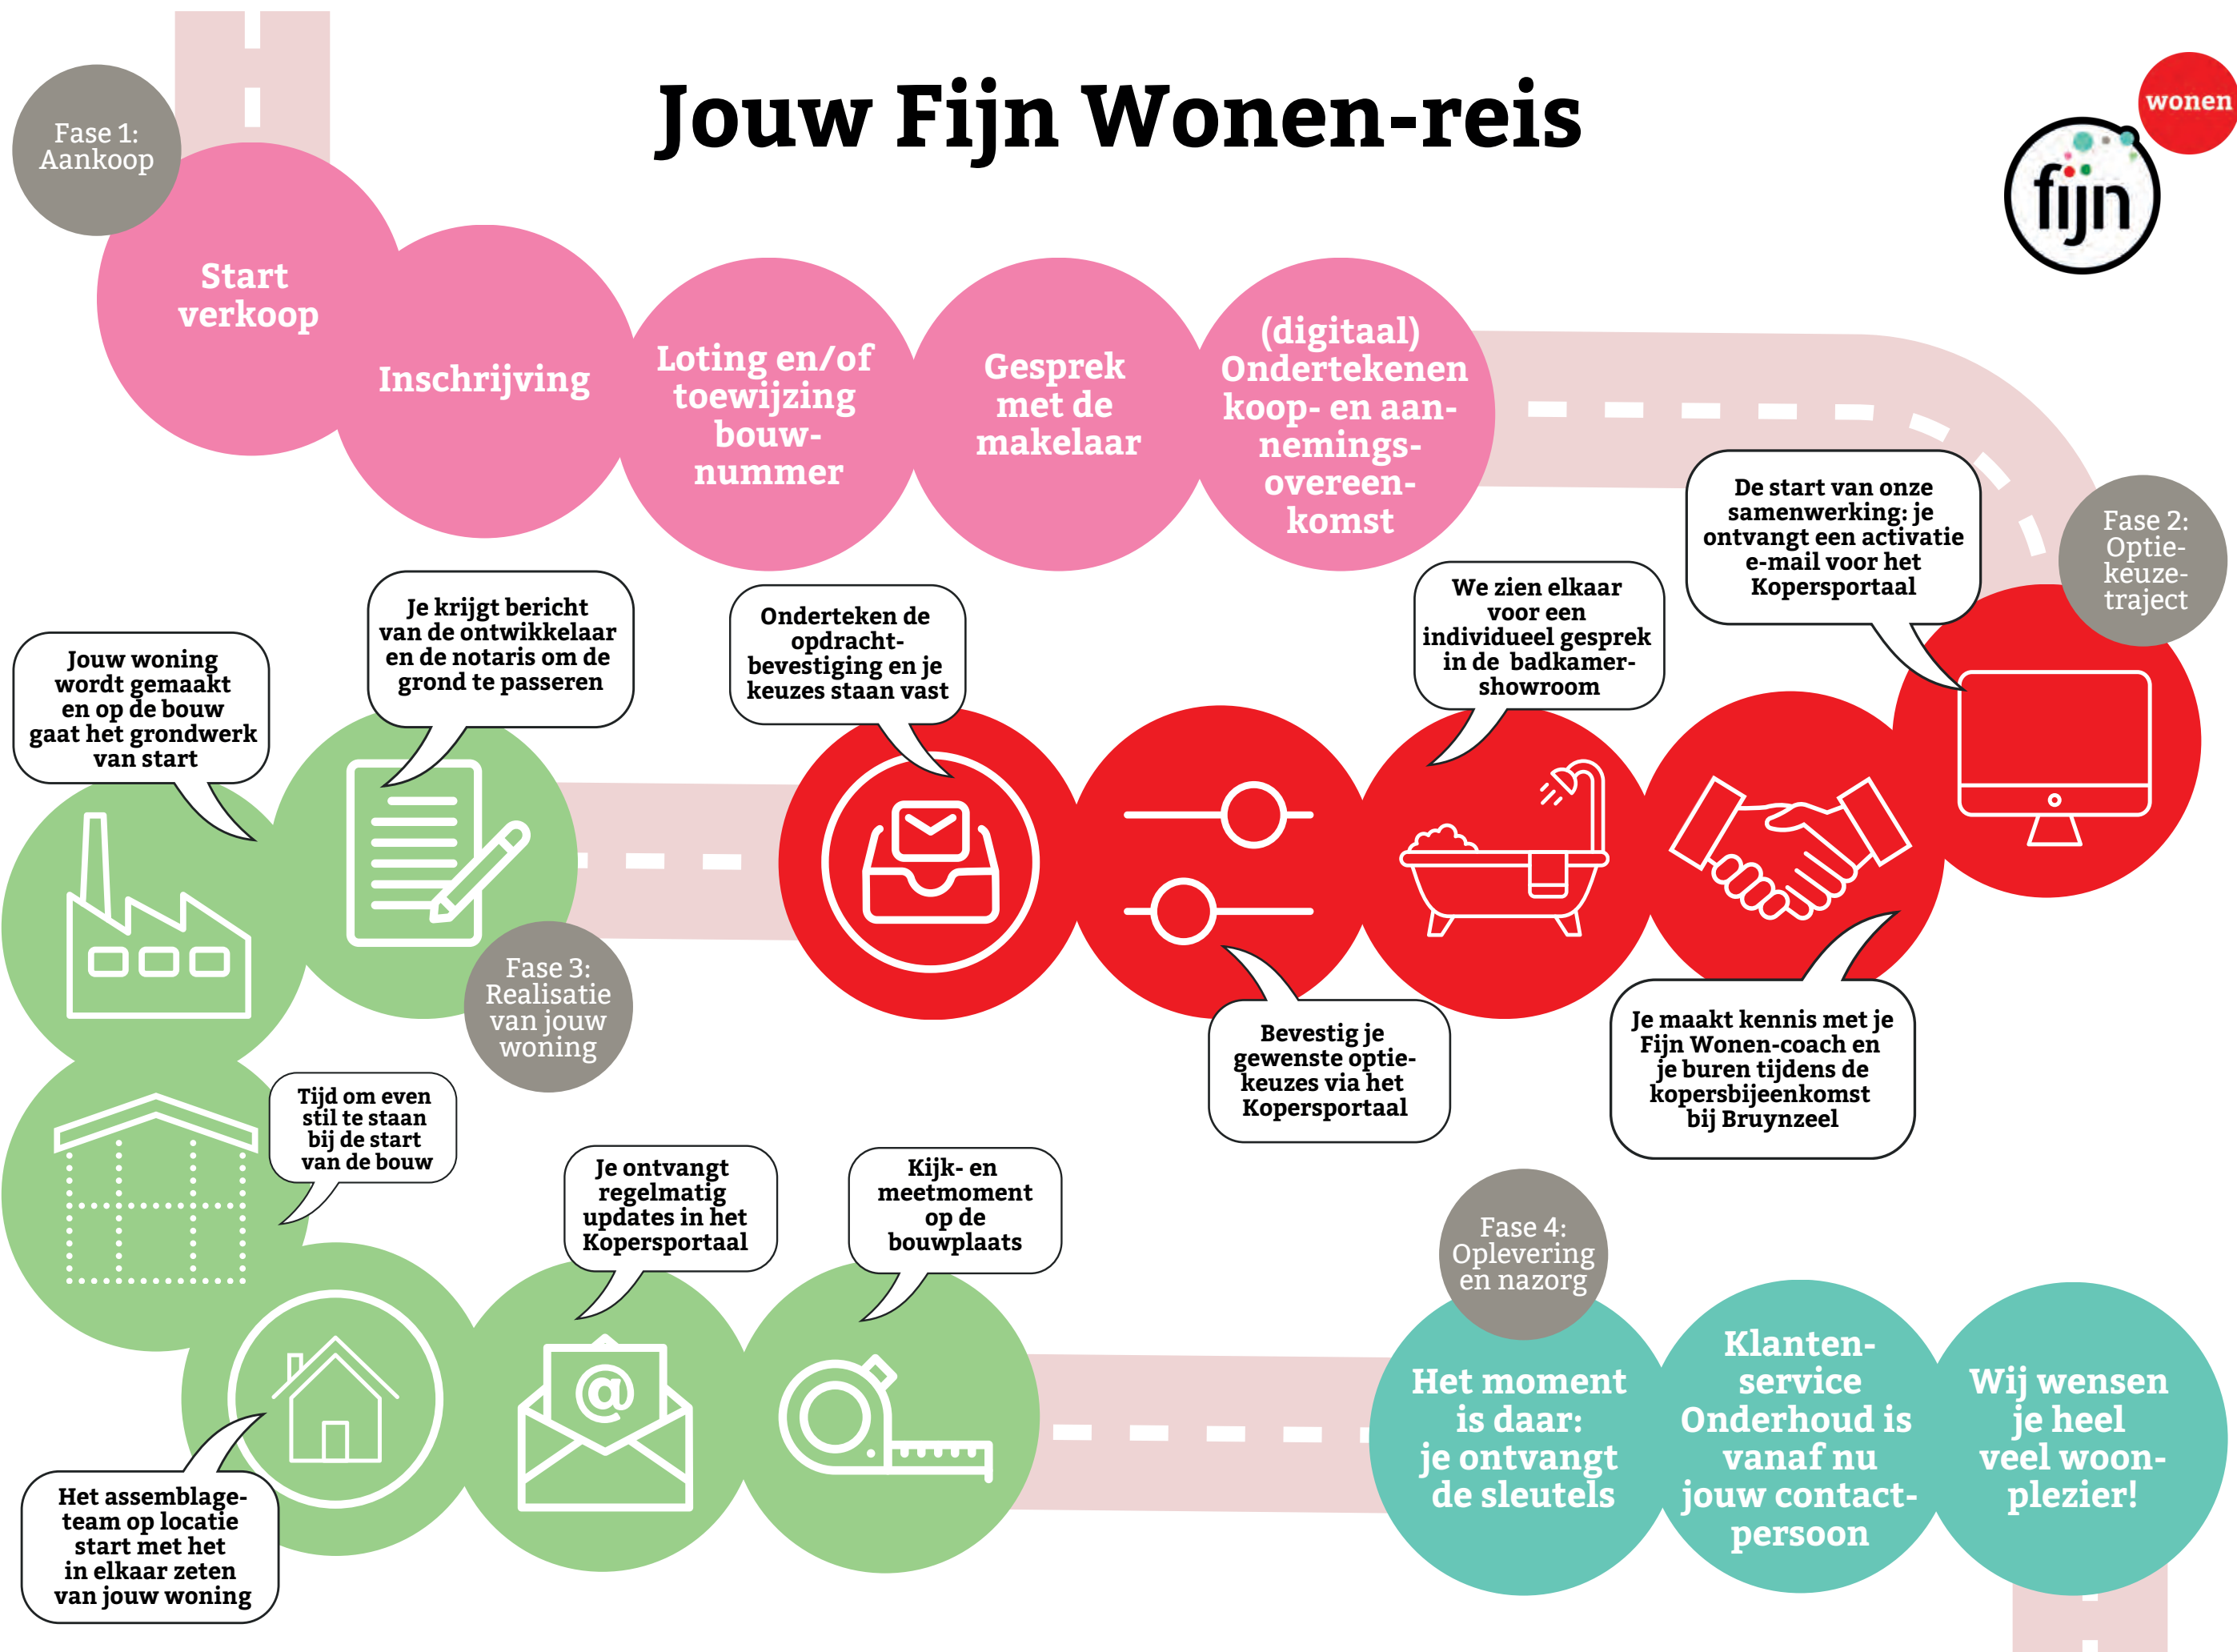 Jouw Fijn Wonen-reis
wonen
fijn
Fase 1:
Aankoop
Start
verkoop
Inschrijving
Loting en/of
toewijzing
bouw-
nummer
Gesprek
met de
makelaar
(digitaal)
Ondertekenen
koop- en aan-
nemings-
overeen-
komst
Fase 2:
Optie-
keuze-
traject
De start van onze
samenwerking: je
ontvangt een activatie
e-mail voor het
Kopersportaal
Je maakt kennis met je
Fijn Wonen-coach en
je buren tijdens de
kopersbijeenkomst
bij Bruynzeel
We zien elkaar
voor een
individueel gesprek
in de badkamer-
showroom
Bevestig je
gewenste optie-
keuzes via het
Kopersportaal
Onderteken de
opdracht-
bevestiging en je
keuzes staan vast
Fase 3:
Realisatie
van jouw
woning
Je krijgt bericht
van de ontwikkelaar
en de notaris om de
grond te passeren
Jouw woning
wordt gemaakt
en op de bouw
gaat het grondwerk
van start
Tijd om even
stil te staan
bij de start
van de bouw
Het assemblage-
team op locatie
start met het
in elkaar zeten
van jouw woning
Je ontvangt
regelmatig
updates in het
Kopersportaal
@
Kijk- en
meetmoment
op de
bouwplaats
Fase 4:
Oplevering
en nazorg
Het moment
is daar:
je ontvangt
de sleutels
Klanten-
service
Onderhoud is
vanaf nu
jouw contact-
persoon
Wij wensen
je heel
veel woon-
plezier!